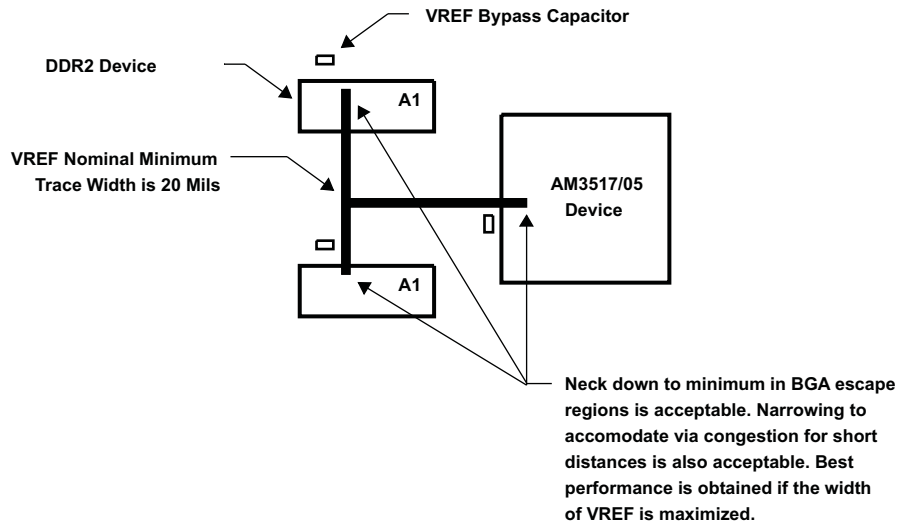 VREF Bypass Capacitor
DDR2 Device
A1
VREF Nominal Minimum
Trace Width is 20 Mils
AM3517/05
Device
A1
Neck down to minimum in BGA escape
regions is acceptable. Narrowing to
accomodate via congestion for short
distances is also acceptable. Best
performance is obtained if the width
of VREF is maximized.